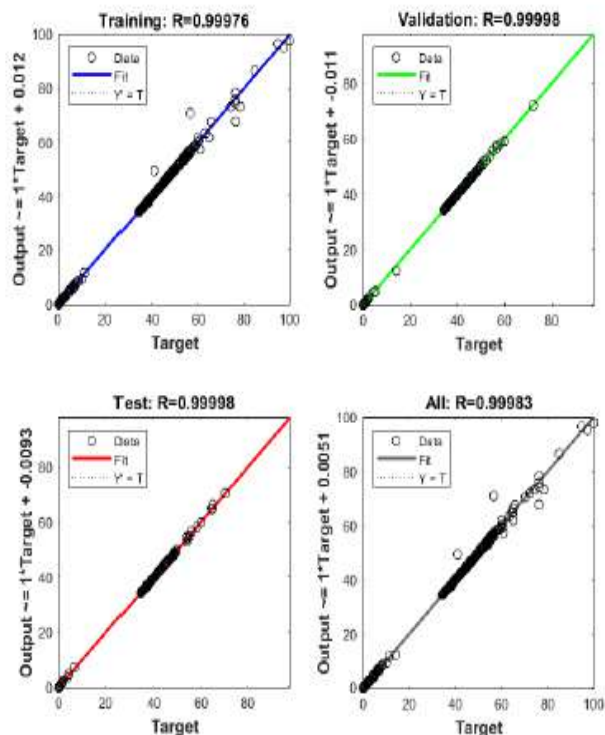 Training: R=0.99976
Output ~= 1*Target + 0.012
100
80
60
40
20
0
Data
Fit
Y = T
0 20 40 60 80 100
Target
Validation: R=0.99998
Output ~= 1*Target + -0.011
80
60
40
20
0
Data
Fit
Y = T
0 20 40 60 80
Target
Test: R=0.99998
Output ~= 1*Target + -0.0093
80
60
40
20
0
Data
Fit
Y = T
0 20 40 60 80
Target
All: R=0.99983
Output ~= 1*Target + 0.0051
100
80
60
40
20
0
Data
Fit
Y = T
0 20 40 60 80 100
Target